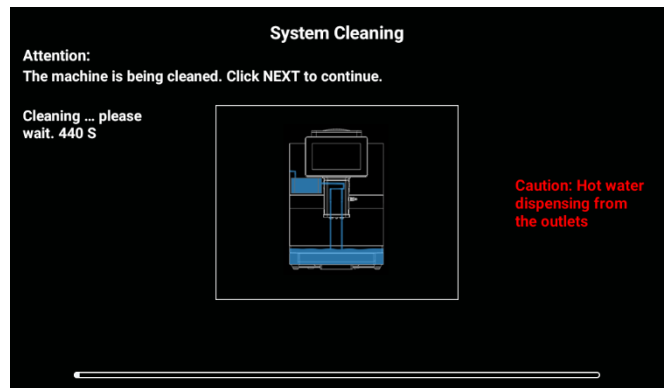 System Cleaning
Attention:
The machine is being cleaned. Click NEXT to continue.
Cleaning ... please
wait. 440 S
Caution: Hot water
dispensing from
the outlets